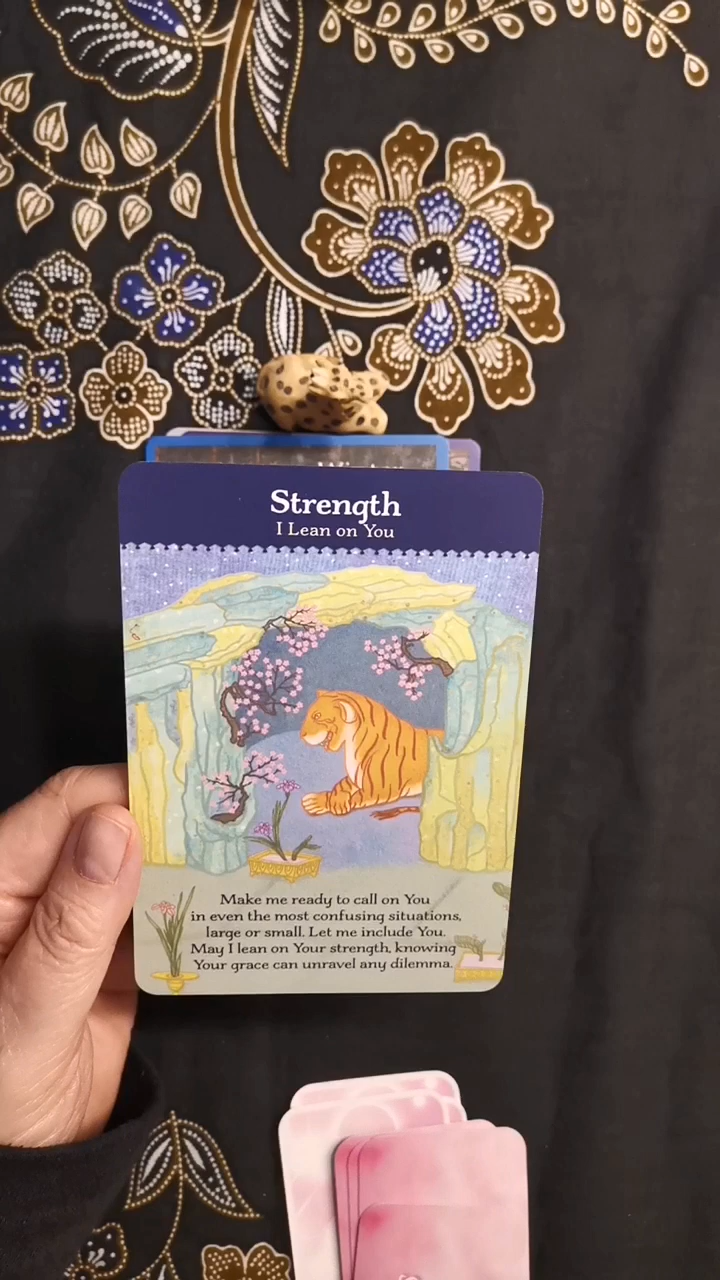 Strength
I Lean on You
Make me ready to call on You
in even the most confusing situations,
large or small. Let me include You.
May I lean on Your strength, knowing
Your grace can unravel any dilemma.